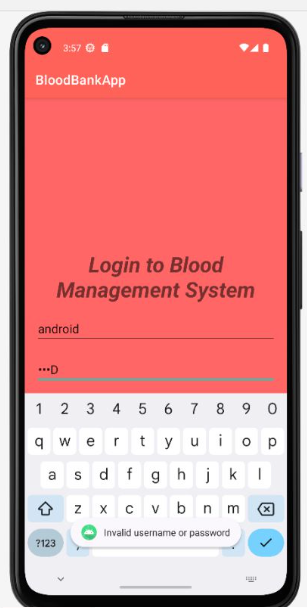 3:57
BloodBankApp
Login to Blood
Management System
android
•••D
1 2 3 4 5 6 7 8 9 0
q w e r t y u i o p
a s d f g h j k l
z x c v b n m
Invalid username or password
?123 , .